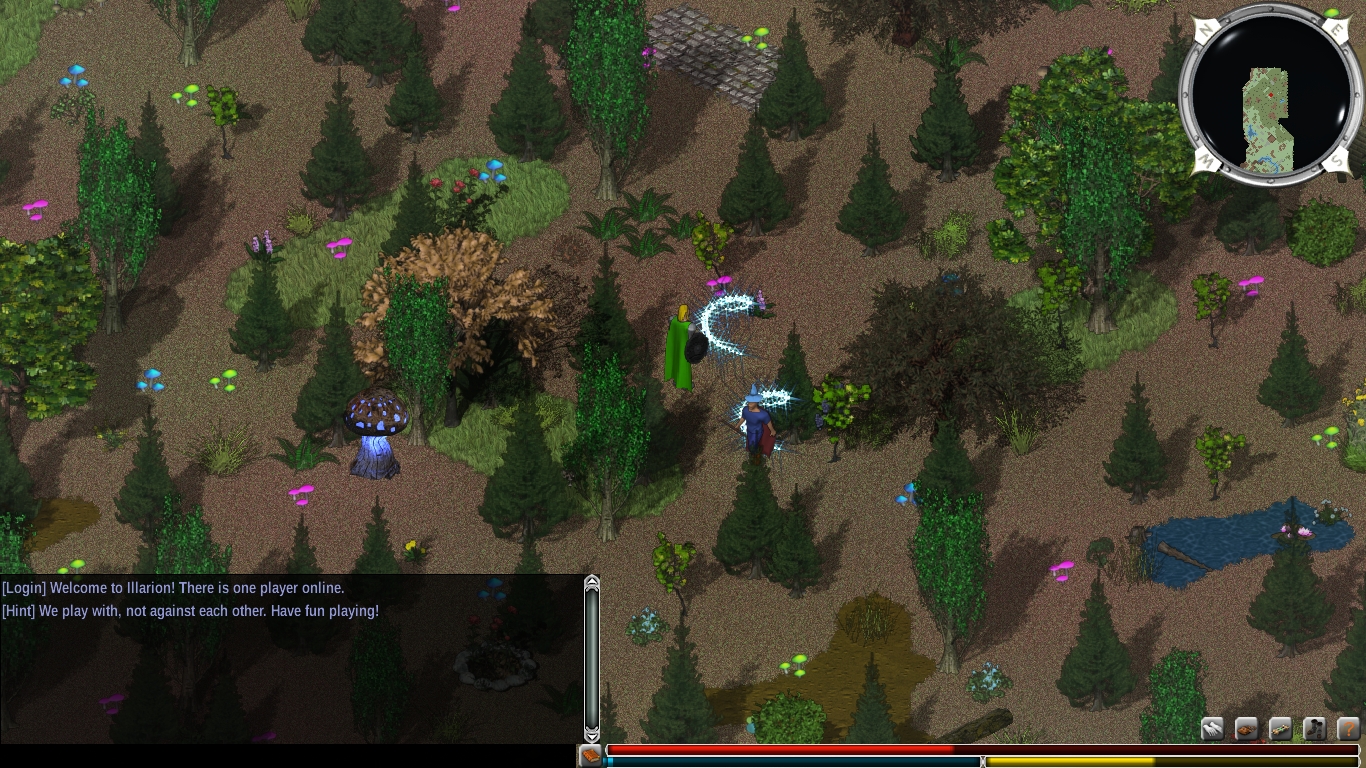 N
E
W
S
[Login] Welcome to Illarion! There is one player online.
[Hint] We play with, not against each other. Have fun playing!
?